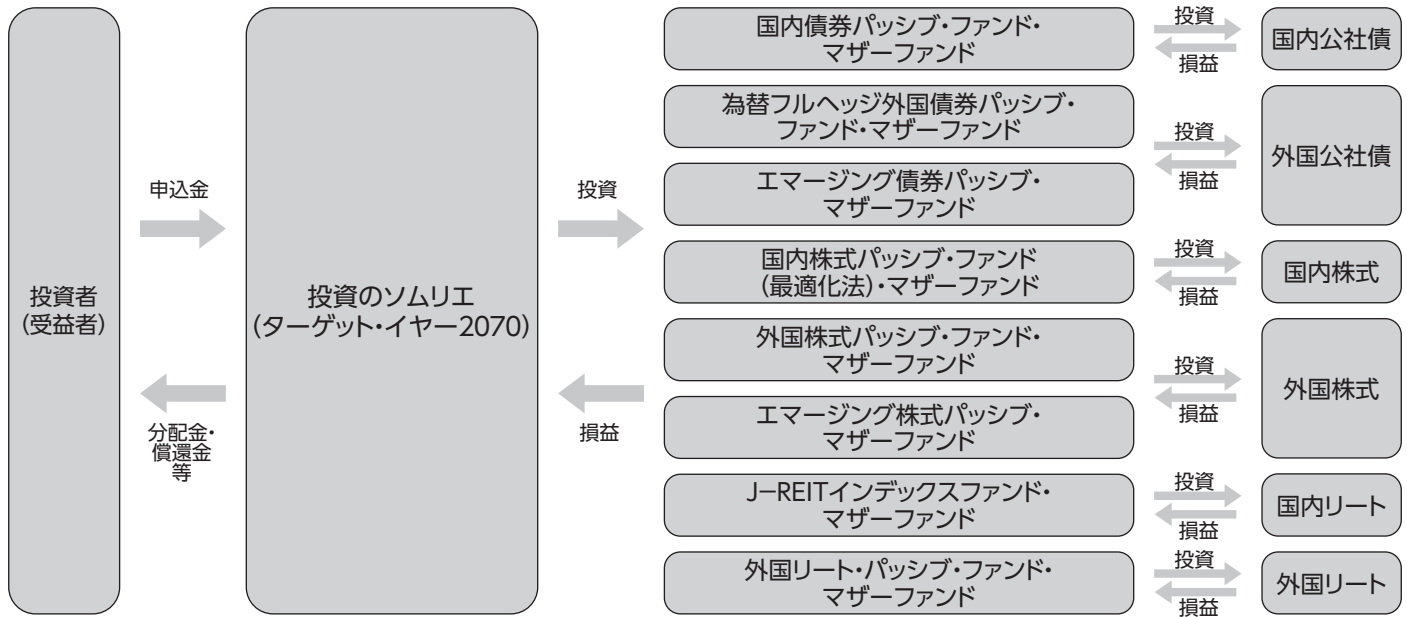 投資者
(受益者)
申込金
分配金・
償還金
等
投資のソムリエ
(ターゲット・イヤー2070)
投資
損益
国内債券パッシブ・ファンド・
マザーファンド
投資
損益
国内公社債
為替フルヘッジ外国債券パッシブ・
ファンド・マザーファンド
エマージング債券パッシブ・
マザーファンド
投資
損益
外国公社債
国内株式パッシブ・ファンド
(最適化法)・マザーファンド
投資
損益
国内株式
外国株式パッシブ・ファンド・
マザーファンド
エマージング株式パッシブ・
マザーファンド
投資
損益
外国株式
J−REITインデックスファンド・
マザーファンド
投資
損益
国内リート
外国リート・パッシブ・ファンド・
マザーファンド
投資
損益
外国リート